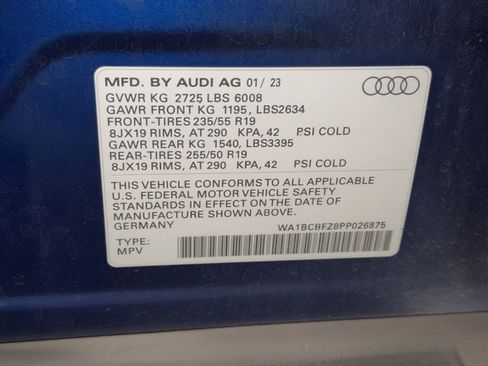 MFD. BY AUDI AG 01 / 23
GVWR KG 2725 LBS 6008
GAWR FRONT KG 1195, LBS2634
FRONT-TIRES 235/55 R19
8JX19 RIMS, AT 290 KPA, 42 PSI COLD
GAWR REAR KG 1540, LBS3395
REAR-TIRES 255/50 R19
8JX19 RIMS, AT 290 KPA, 42 PSI COLD
THIS VEHICLE CONFORMS TO ALL APPLICABLE
U.S. FEDERAL MOTOR VEHICLE SAFETY
STANDARDS IN EFFECT ON THE DATE OF
MANUFACTURE SHOWN ABOVE.
GERMANY WA1BCBFZ8PP026875
TYPE:
MPV